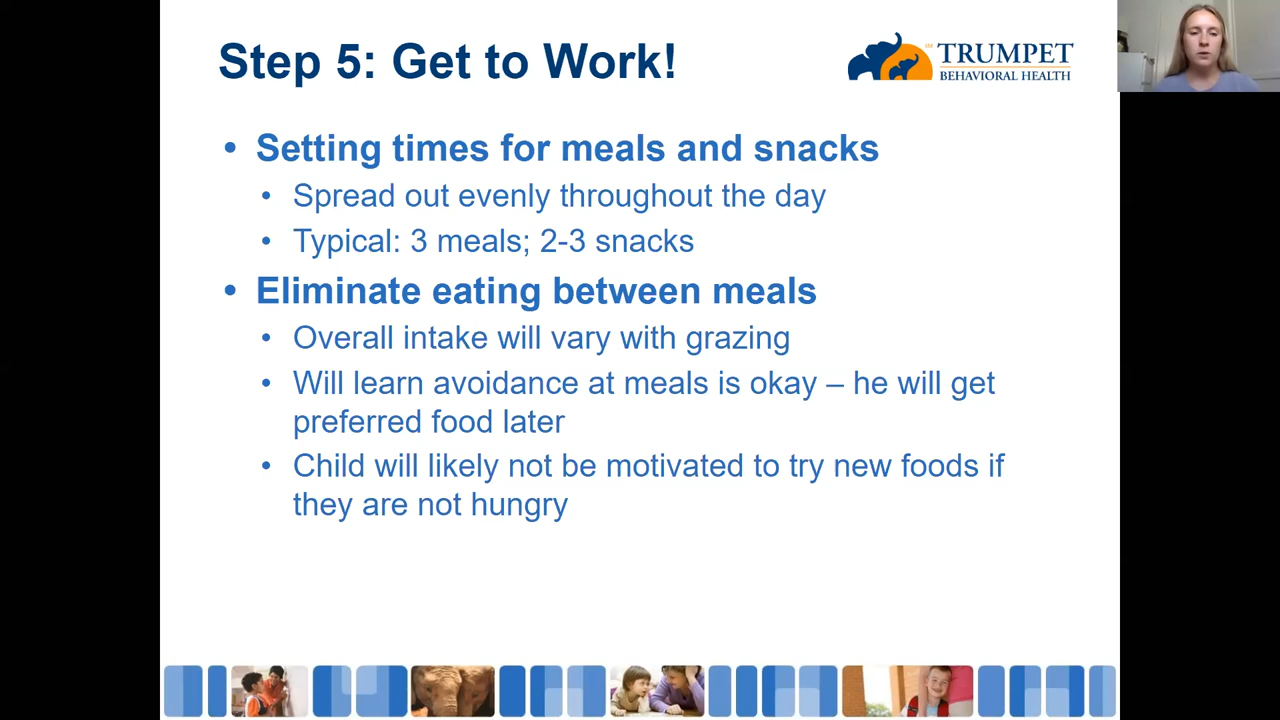 Step 5: Get to Work!
TRUMPET
BEHAVIORAL HEALTH
• Setting times for meals and snacks
• Spread out evenly throughout the day
• Typical: 3 meals; 2-3 snacks
• Eliminate eating between meals
• Overall intake will vary with grazing
• Will learn avoidance at meals is okay – he will get
preferred food later
• Child will likely not be motivated to try new foods if
they are not hungry